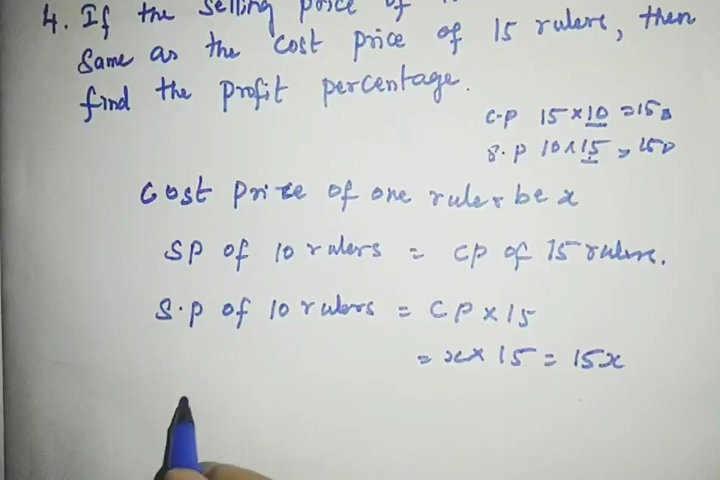 4. If the selling price of
same as the cost price of 15 rulers, then
find the profit percentage.
C.P 15 × 10 = 150
S.P 10 × 15 = 150
Cost price of one ruler be x
SP of 10 rulers = CP of 15 rulers.
S.P of 10 rulers = CP × 15
= x × 15 = 15x